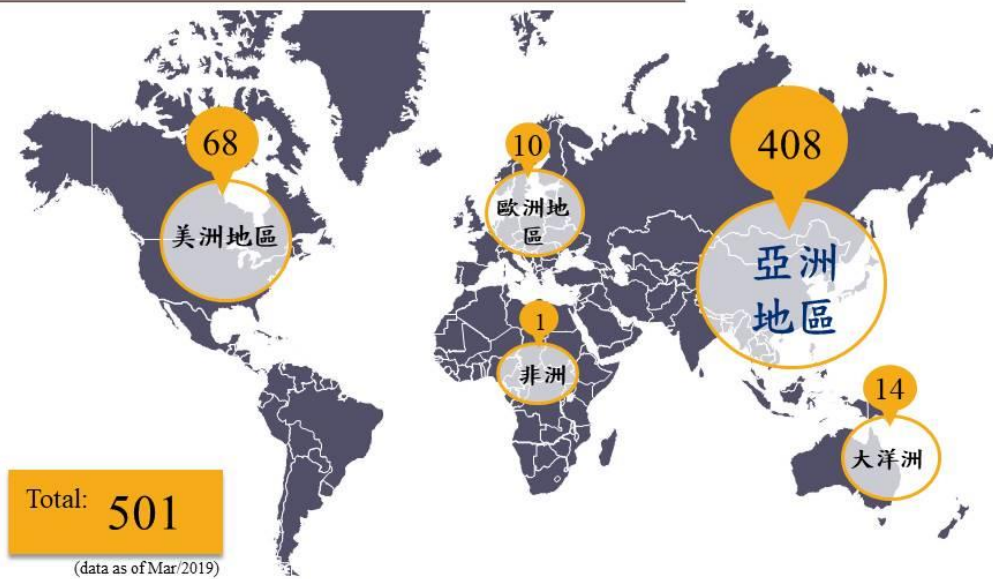 68
美洲地區
10
歐洲地
區
408
亞洲
地區
1
非洲
14
大洋洲
Total: 501
(data as of Mar/2019)